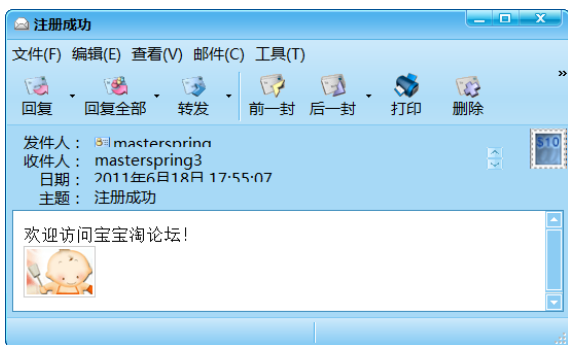 注册成功
文件(F) 编辑(E) 查看(V) 邮件(C) 工具(T)
回复 回复全部 转发 前一封 后一封 打印 删除 »
发件人： masterspring
收件人： masterspring3
日期： 2011年6月18日 17:55:07
主题： 注册成功
$10
欢迎访问宝宝淘论坛！